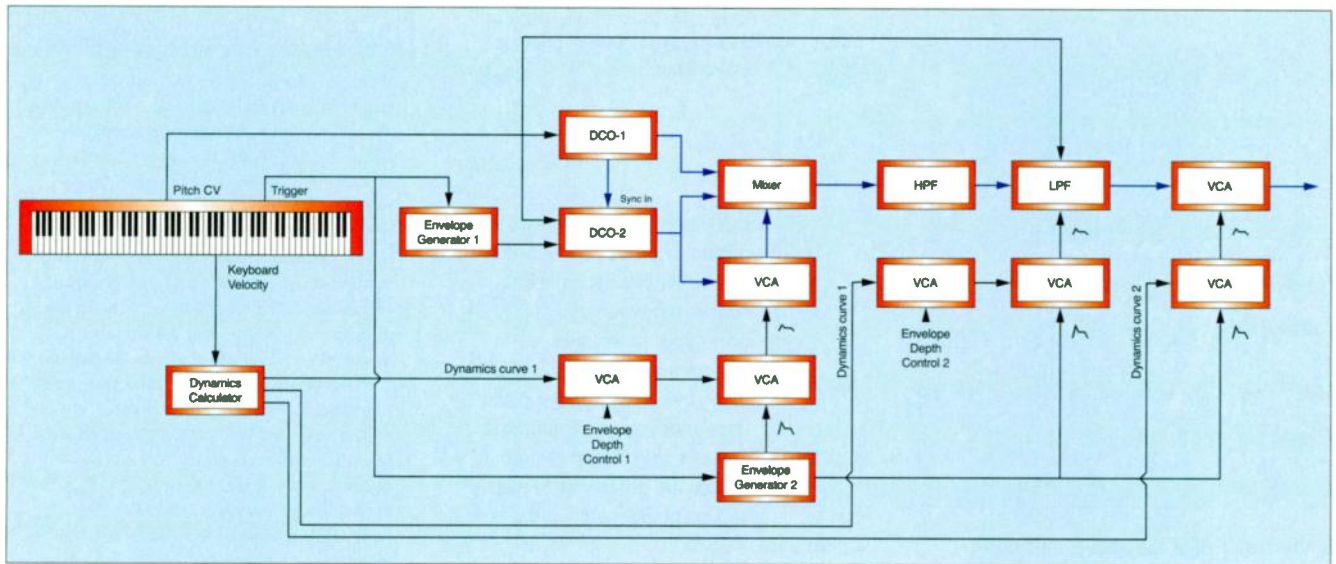 DCO-1
Pitch CV
Trigger
Sync In
Mixer
HPF
LPF
VCA
Envelope
Generator 1
DCO-2
Keyboard
Velocity
VCA
Dynamics curve 1
VCA
VCA
Dynamics curve 2
VCA
Envelope
Depth
Control 2
Dynamics
Calculator
Dynamics curve 1
VCA
VCA
Envelope
Depth
Control 1
Envelope
Generator 2